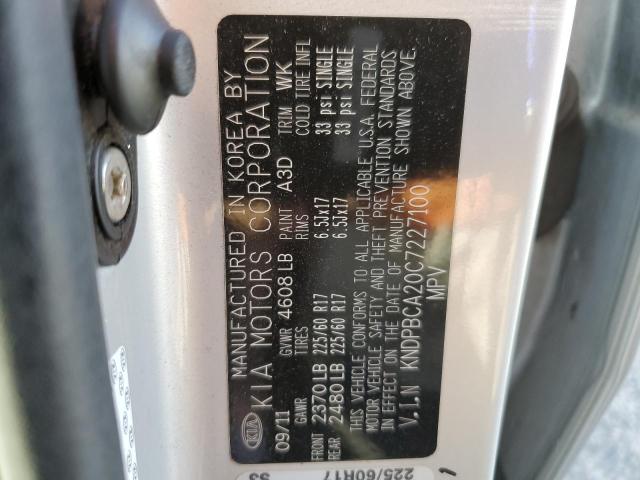 KIA
MANUFACTURED IN KOREA BY
KIA MOTORS CORPORATION
09/11 GVWR 4608 LB PAINT A3D TRIM WK
GAWR TIRES RIMS COLD TIRE INFL
FRONT 2370 LB 225/60 R17 6.5Jx17 33 psi SINGLE
REAR 2480 LB 225/60 R17 6.5Jx17 33 psi SINGLE
THIS VEHICLE CONFORMS TO ALL APPLICABLE U.S.A. FEDERAL
MOTOR VEHICLE SAFETY AND THEFT PREVENTION STANDARDS
IN EFFECT ON THE DATE OF MANUFACTURE SHOWN ABOVE.
V.I.N KNDPBCA20C7227100
MPV
225/60R17